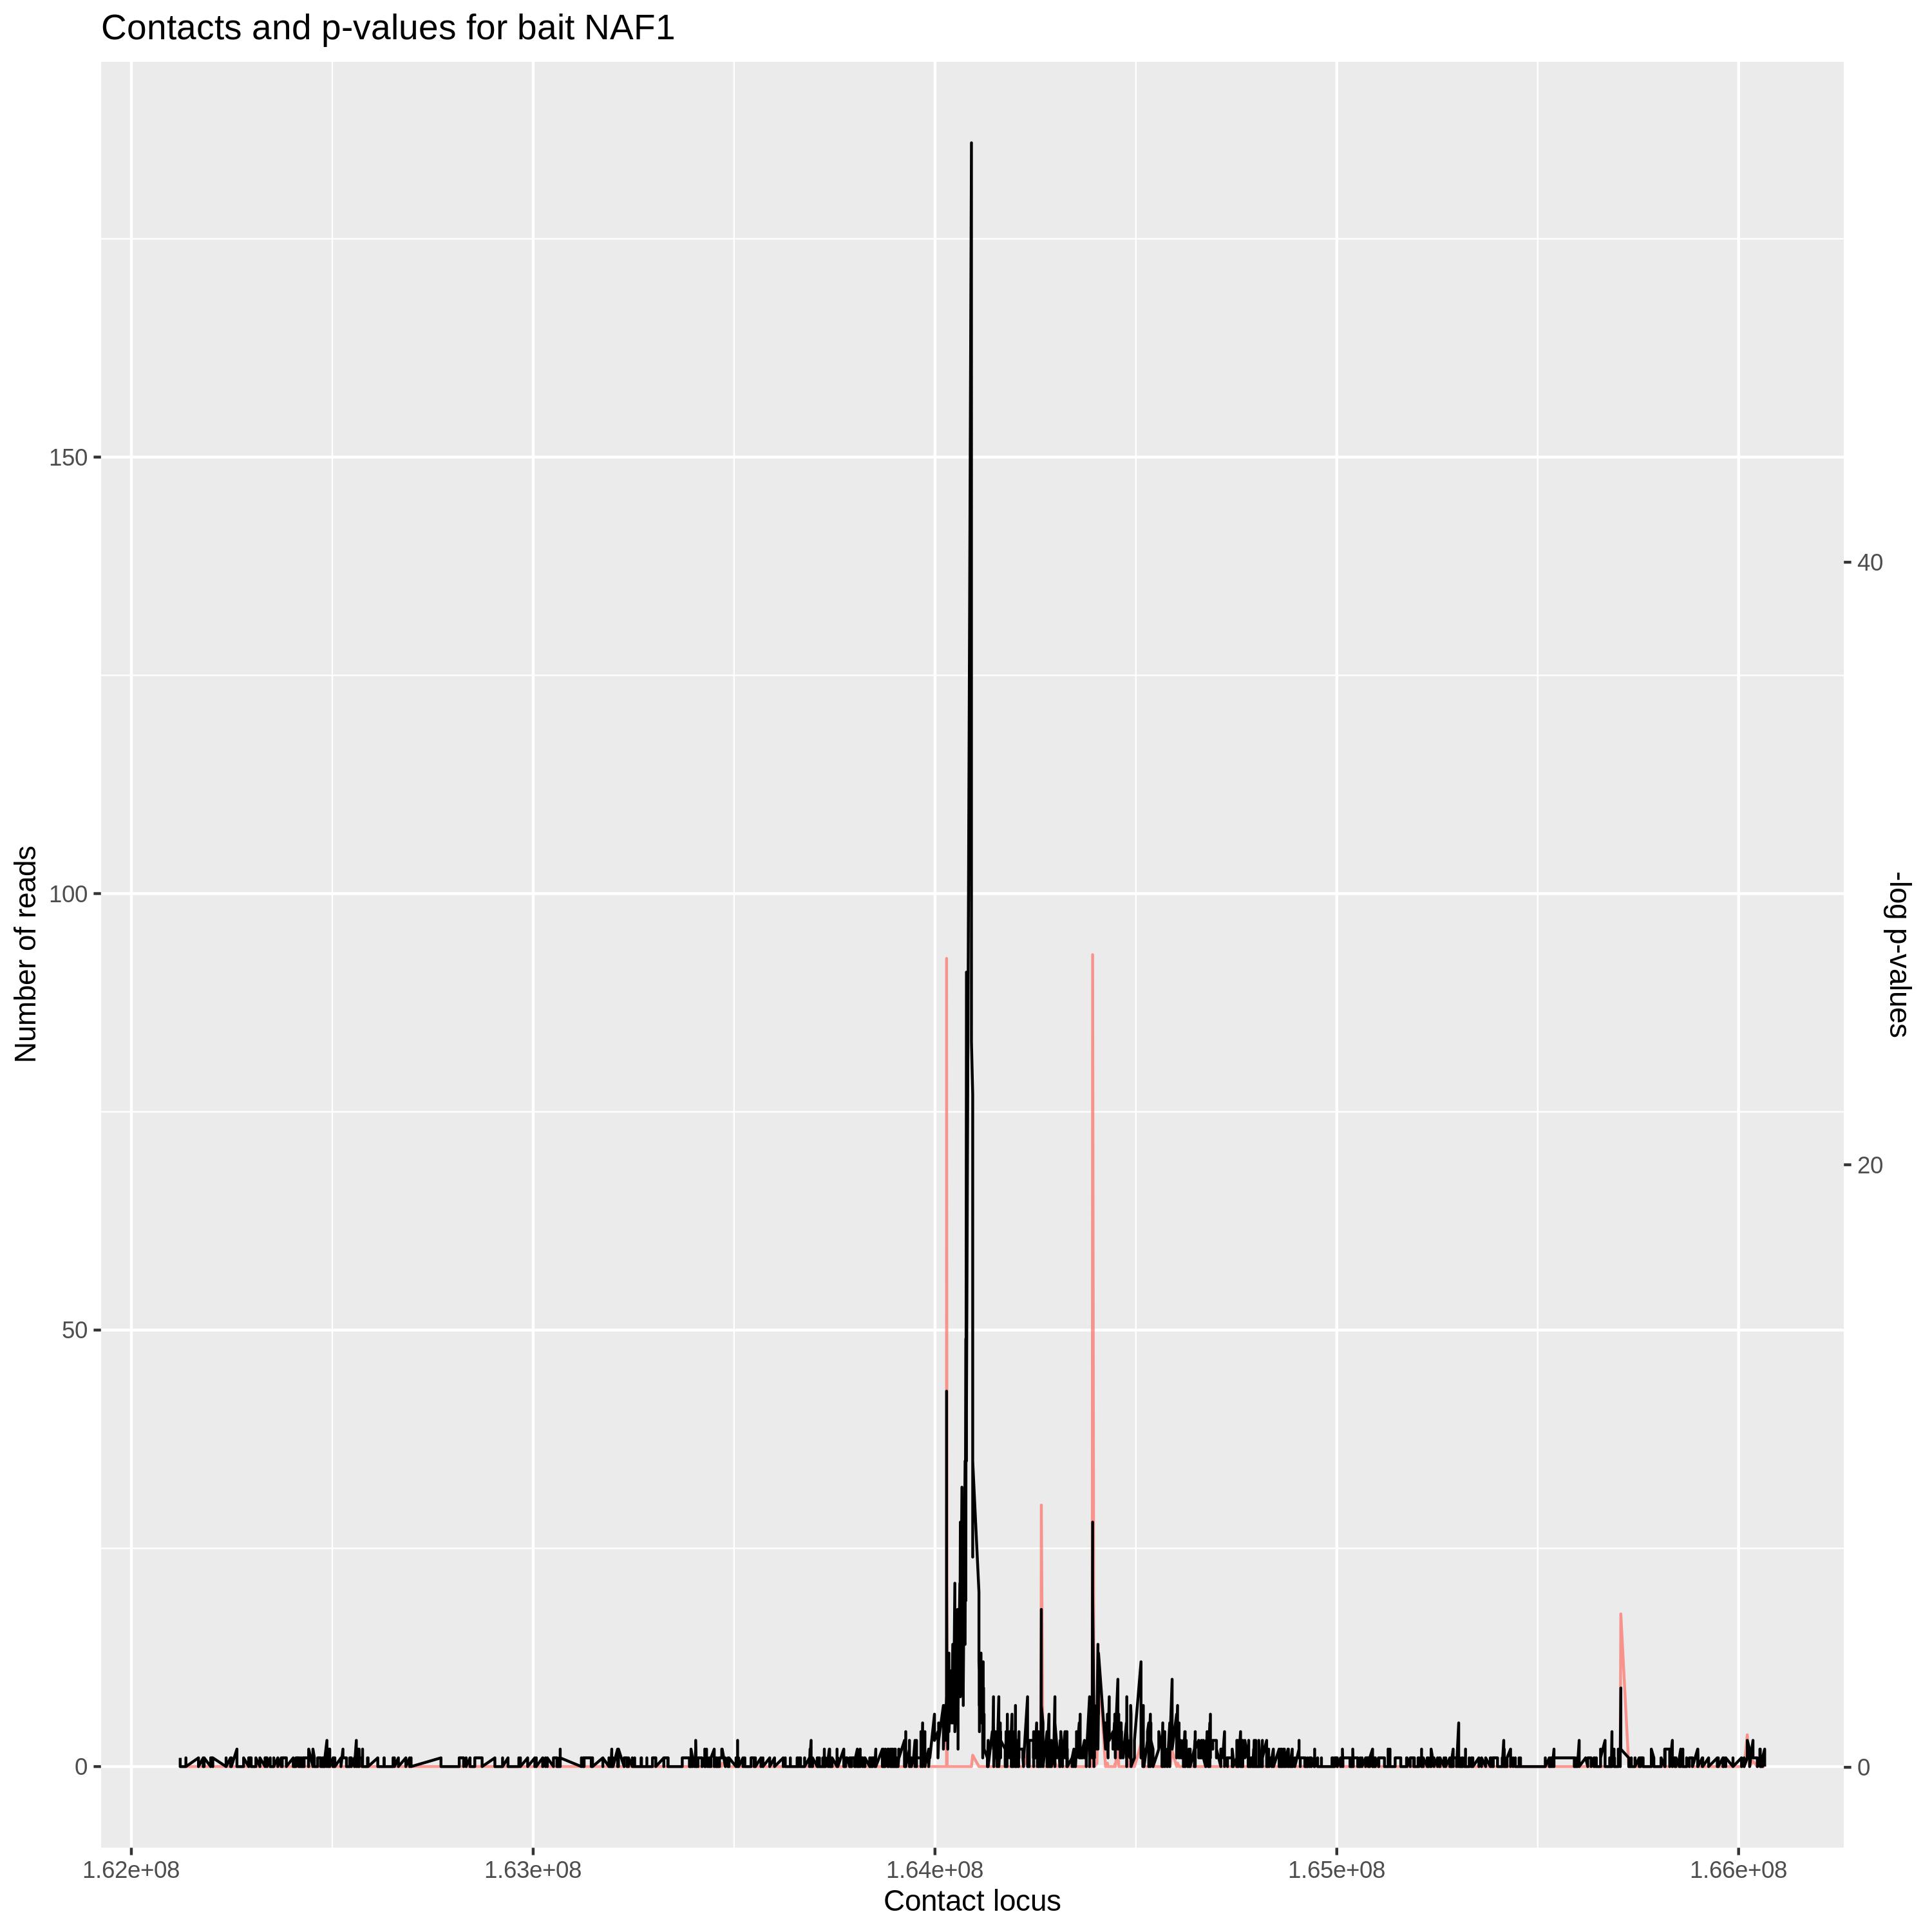 Contacts and p-values for bait NAF1
150
100
50
0
Number of reads
40
20
0
-log p-values
1.62e+08
1.63e+08
1.64e+08
1.65e+08
1.66e+08
Contact locus